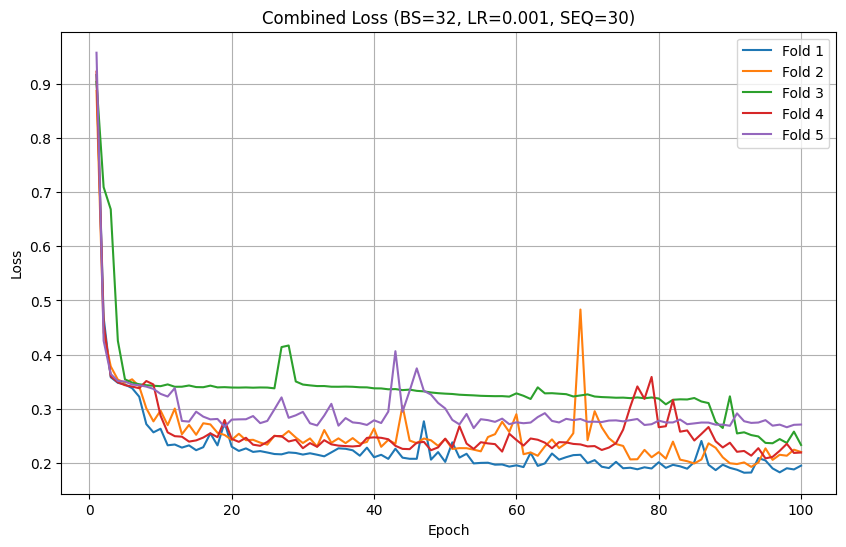 Combined Loss (BS=32, LR=0.001, SEQ=30)
Fold 1
Fold 2
Fold 3
Fold 4
Fold 5
Loss
0.9
0.8
0.7
0.6
0.5
0.4
0.3
0.2
0 20 40 60 80 100
Epoch